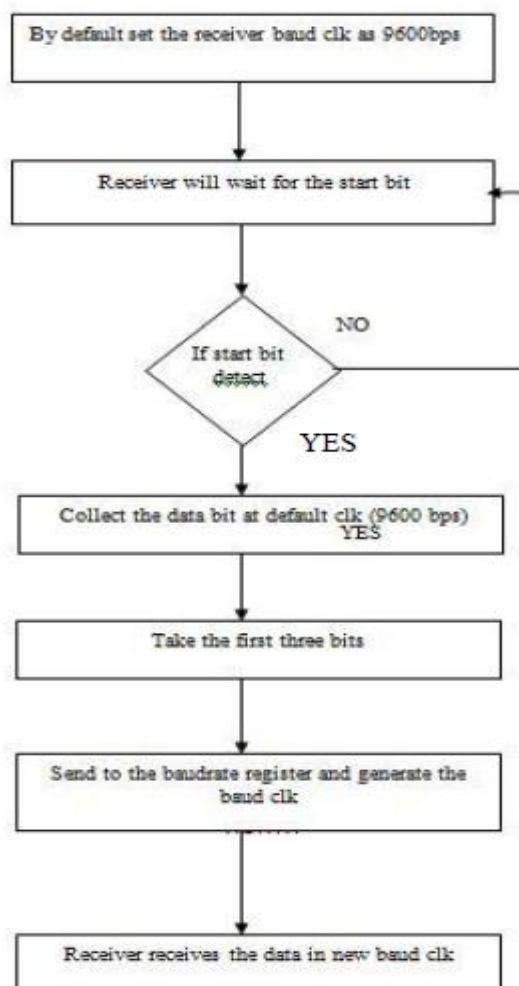 By default set the receiver baud clk as 9600bps
Receiver will wait for the start bit
NO
If start bit
detect
YES
Collect the data bit at default clk (9600 bps)
YES
Take the first three bits
Send to the baudrate register and generate the
baud clk
Receiver receives the data in new baud clk